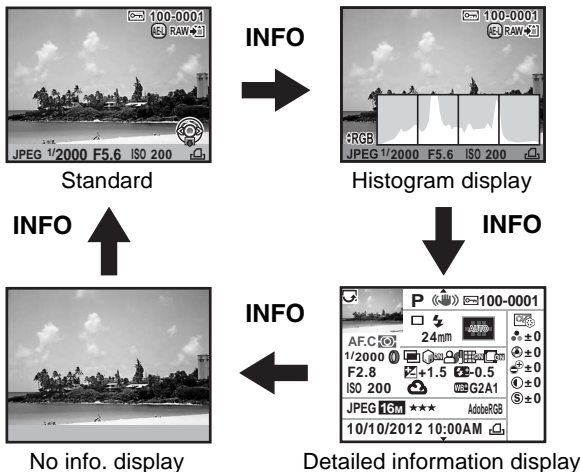 100-0001
AE-L RAW
JPEG 1/2000 F5.6 ISO 200
Standard
INFO
100-0001
AE-L RAW
RGB
JPEG 1/2000 F5.6 ISO 200
Histogram display
INFO
INFO
P 100-0001
24mm AUTO
AF.C
1/2000
F2.8 +1.5 -0.5
ISO 200 WB G2A1
JPEG 16M ★★★ AdobeRGB
10/10/2012 10:00AM
±0
±0
±0
±0
S ±0
Detailed information display
INFO
No info. display